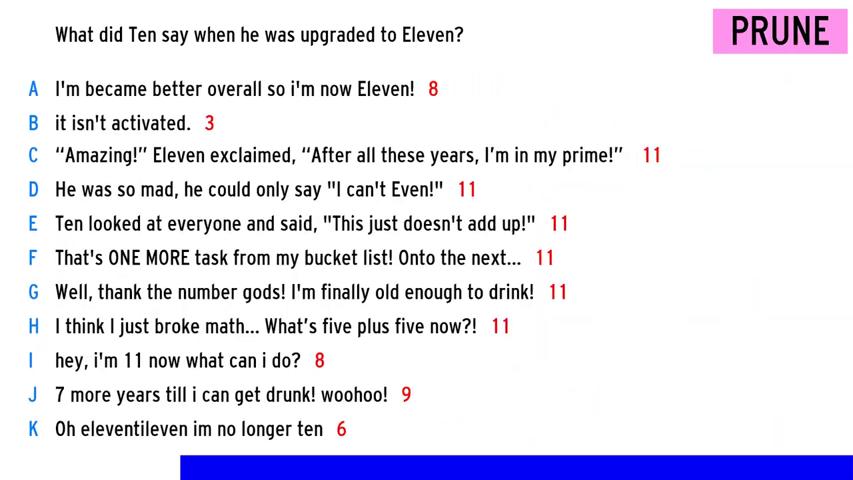 What did Ten say when he was upgraded to Eleven?
PRUNE
A I'm became better overall so i'm now Eleven! 8
B it isn't activated. 3
C “Amazing!” Eleven exclaimed, “After all these years, I’m in my prime!” 11
D He was so mad, he could only say "I can't Even!" 11
E Ten looked at everyone and said, "This just doesn't add up!" 11
F That's ONE MORE task from my bucket list! Onto the next... 11
G Well, thank the number gods! I'm finally old enough to drink! 11
H I think I just broke math... What’s five plus five now?! 11
I hey, i'm 11 now what can i do? 8
J 7 more years till i can get drunk! woohoo! 9
K Oh eleventileven im no longer ten 6